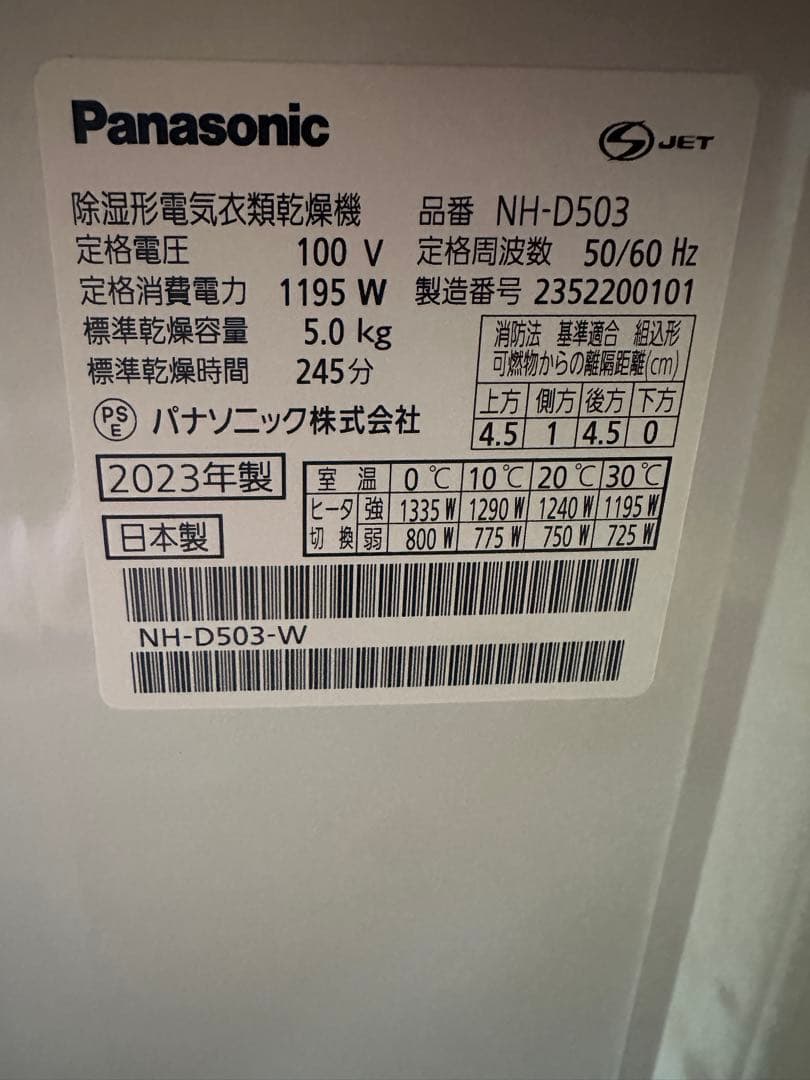 Panasonic
S JET
除湿形電気衣類乾燥機 品番 NH-D503
定格電圧 100 V 定格周波数 50/60 Hz
定格消費電力 1195 W 製造番号 2352200101
標準乾燥容量 5.0 kg
標準乾燥時間 245分
消防法 基準適合 組込形
可燃物からの離隔距離(cm)
上方 側方 後方 下方
4.5 1 4.5 0
PSE パナソニック株式会社
2023年製
日本製
室温 0℃ 10℃ 20℃ 30℃
ヒータ 強 1335 W 1290 W 1240 W 1195 W
切換 弱 800 W 775 W 750 W 725 W
NH-D503-W